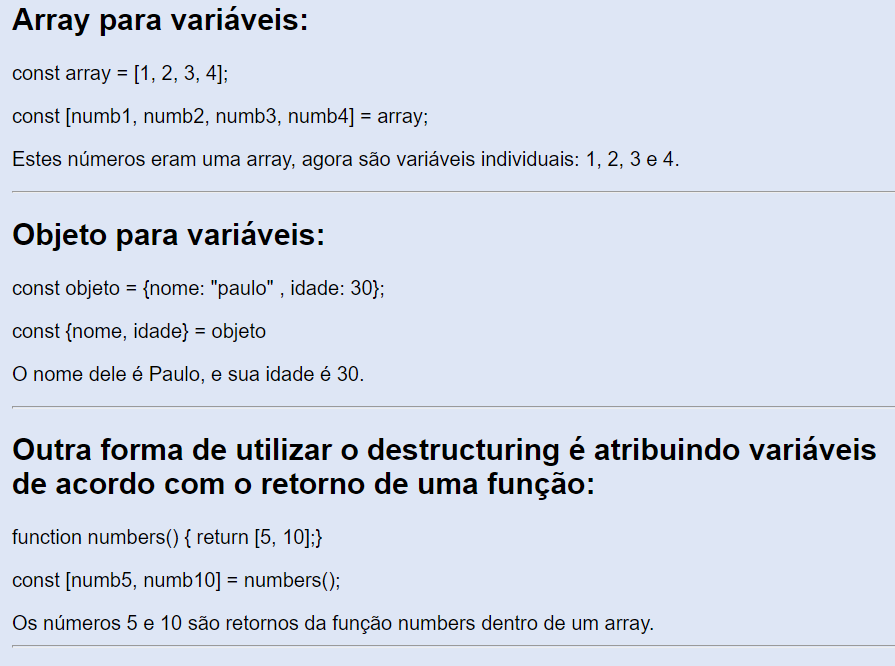 Array para variáveis:
const array = [1, 2, 3, 4];
const [numb1, numb2, numb3, numb4] = array;
Estes números eram uma array, agora são variáveis individuais: 1, 2, 3 e 4.
Objeto para variáveis:
const objeto = {nome: "paulo" , idade: 30};
const {nome, idade} = objeto
O nome dele é Paulo, e sua idade é 30.
Outra forma de utilizar o destructuring é atribuindo variáveis
de acordo com o retorno de uma função:
function numbers() { return [5, 10];}
const [numb5, numb10] = numbers();
Os números 5 e 10 são retornos da função numbers dentro de um array.